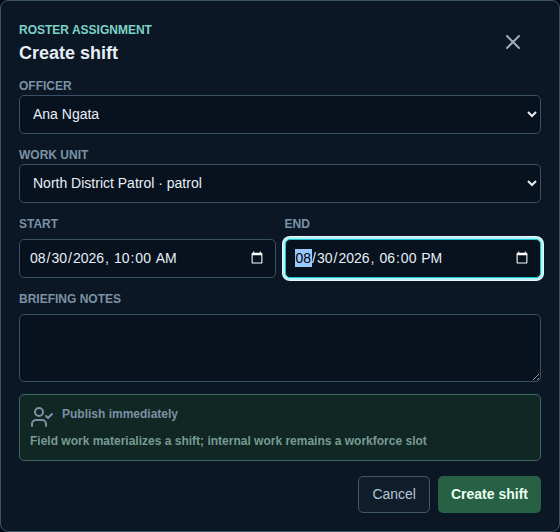 ROSTER ASSIGNMENT
Create shift
OFFICER
Ana Ngata
WORK UNIT
North District Patrol · patrol
START
END
08/30/2026, 10:00 AM
08/30/2026, 06:00 PM
BRIEFING NOTES
Publish immediately
Field work materializes a shift; internal work remains a workforce slot
Cancel
Create shift